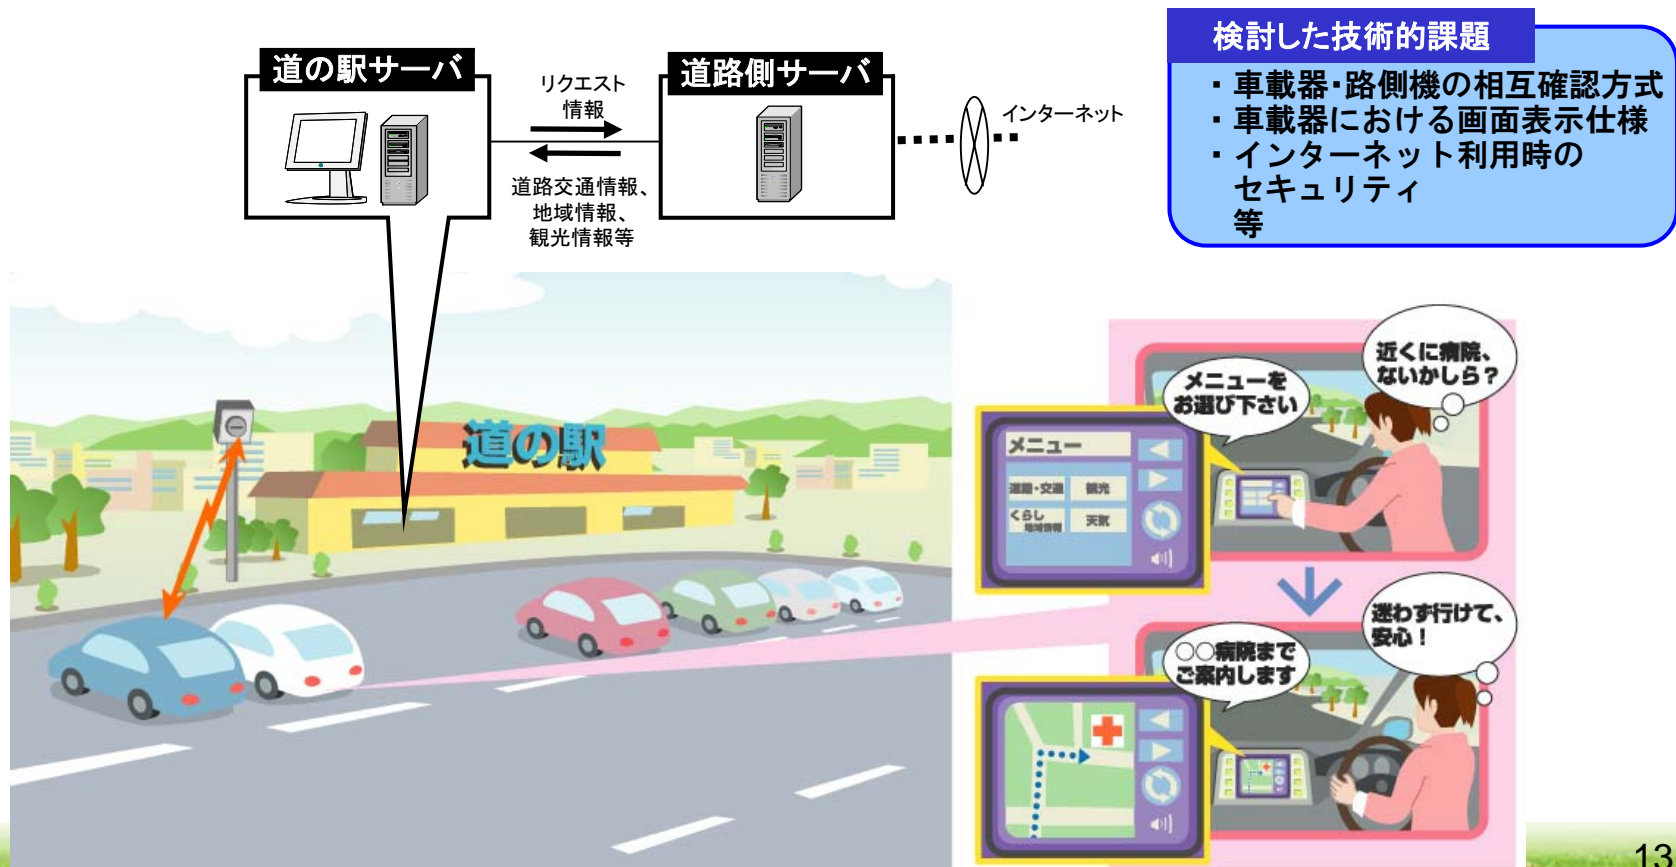 道の駅サーバ
リクエスト
情報
道路交通情報、
地域情報、
観光情報等
道路側サーバ
インターネット
検討した技術的課題
・車載器・路側機の相互確認方式
・車載器における画面表示仕様
・インターネット利用時の
セキュリティ
等
道の駅
近くに病院、
ないかしら？
メニューを
お選び下さい
メニュー
道路・交通
観光
くらし
地域情報
天気
迷わず行けて、
安心！
○○病院まで
ご案内します
13